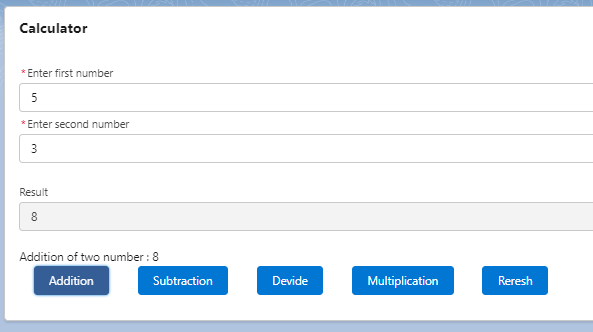 Calculator
*Enter first number
5
*Enter second number
3
Result
8
Addition of two number : 8
Addition Subtraction Devide Multiplication Reresh